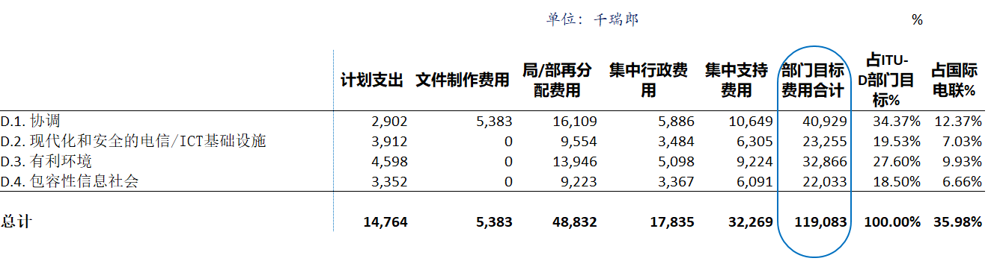 单位：千瑞郎 %
计划支出 文件制作费用 局/部再分配费用 集中行政费用 集中支持费用 部门目标费用合计 占ITU-D部门目标% 占国际电联%
D.1. 协调 2,902 5,383 16,109 5,886 10,649 40,929 34.37% 12.37%
D.2. 现代化和安全的电信/ICT基础设施 3,912 0 9,554 3,484 6,305 23,255 19.53% 7.03%
D.3. 有利环境 4,598 0 13,946 5,098 9,224 32,866 27.60% 9.93%
D.4. 包容性信息社会 3,352 0 9,223 3,367 6,091 22,033 18.50% 6.66%
总计 14,764 5,383 48,832 17,835 32,269 119,083 100.00% 35.98%